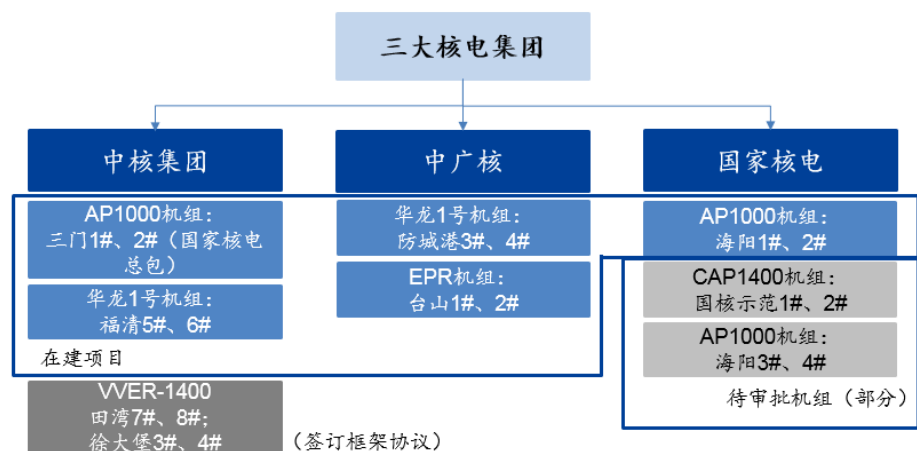 三大核电集团
中核集团
AP1000机组：
三门1#、2#（国家核电
总包）
华龙1号机组：
福清5#、6#
在建项目
VVER-1400
田湾7#、8#；
徐大堡3#、4#
（签订框架协议）
中广核
华龙1号机组：
防城港3#、4#
EPR机组：
台山1#、2#
国家核电
AP1000机组：
海阳1#、2#
CAP1400机组：
国核示范1#、2#
AP1000机组：
海阳3#、4#
待审批机组（部分）